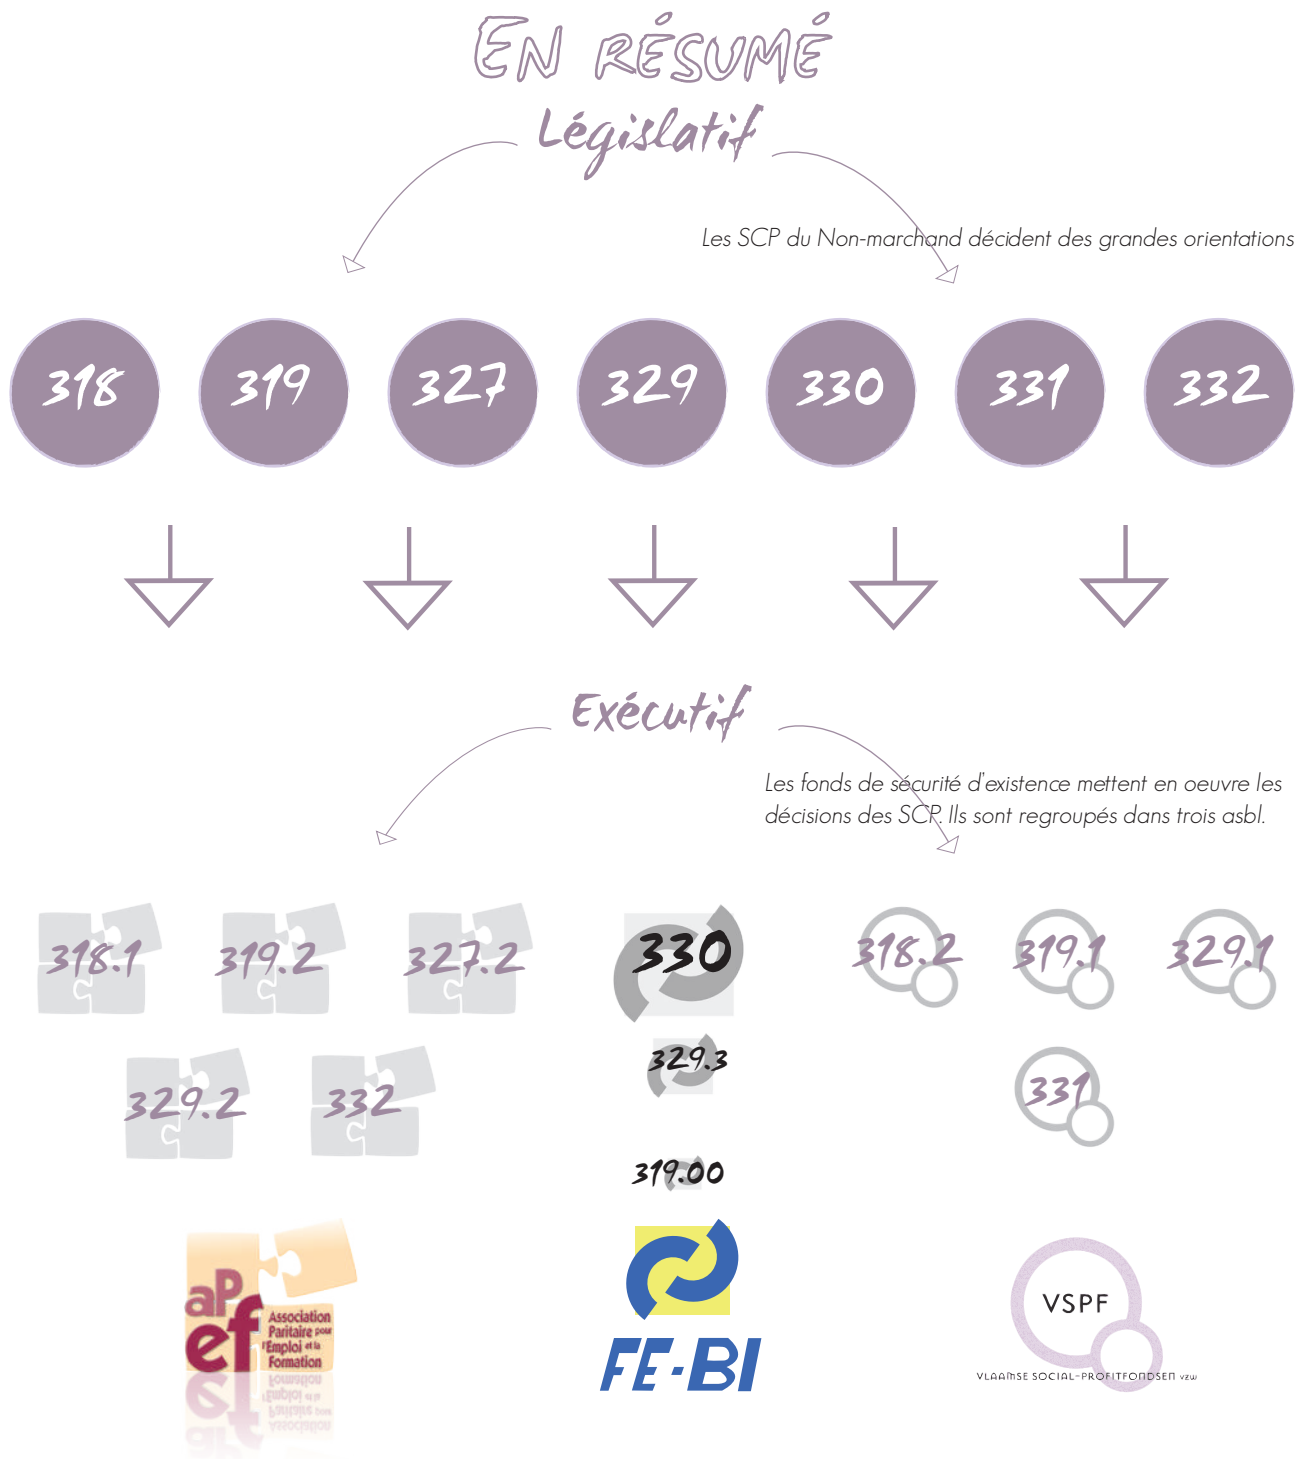 EN RÉSUMÉ
Législatif
Les SCP du Non-marchand décident des grandes orientations
318 319 327 329 330 331 332
Exécutif
Les fonds de sécurité d'existence mettent en oeuvre les
décisions des SCP. Ils sont regroupés dans trois asbl.
318.1 319.2 327.2 330 318.2 319.1 329.1
329.2 332 329.3 331
319.00
aPef
Association
Paritaire pour
l'Emploi et la
Formation
FE-BI
VSPF
VLAAMSE SOCIAL-PROFITFONDSEN vzw